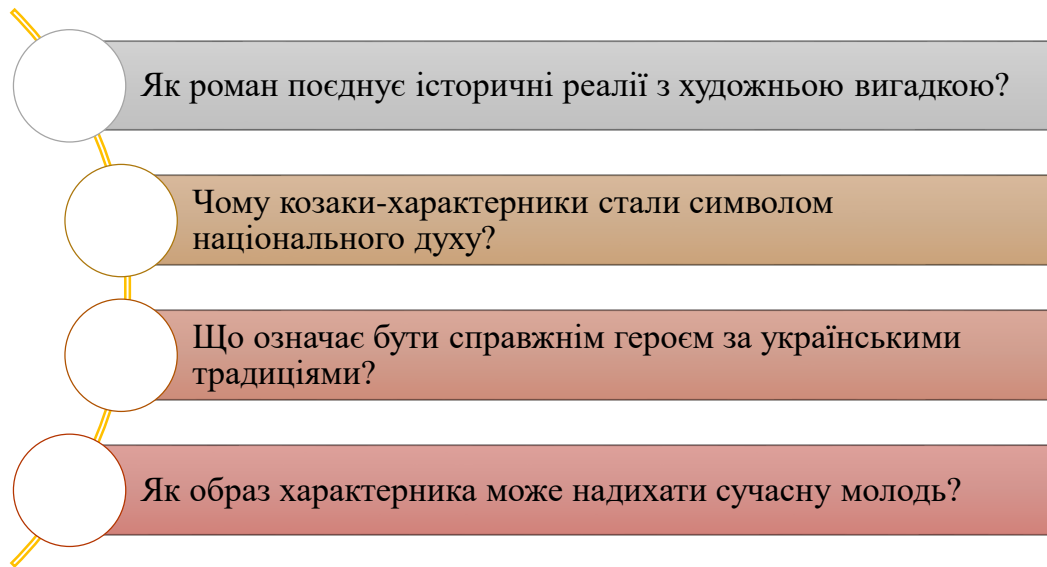 Як роман поєднує історичні реалії з художньою вигадкою?
Чому козаки-характерники стали символом
національного духу?
Що означає бути справжнім героєм за українськими
традиціями?
Як образ характерника може надихати сучасну молодь?